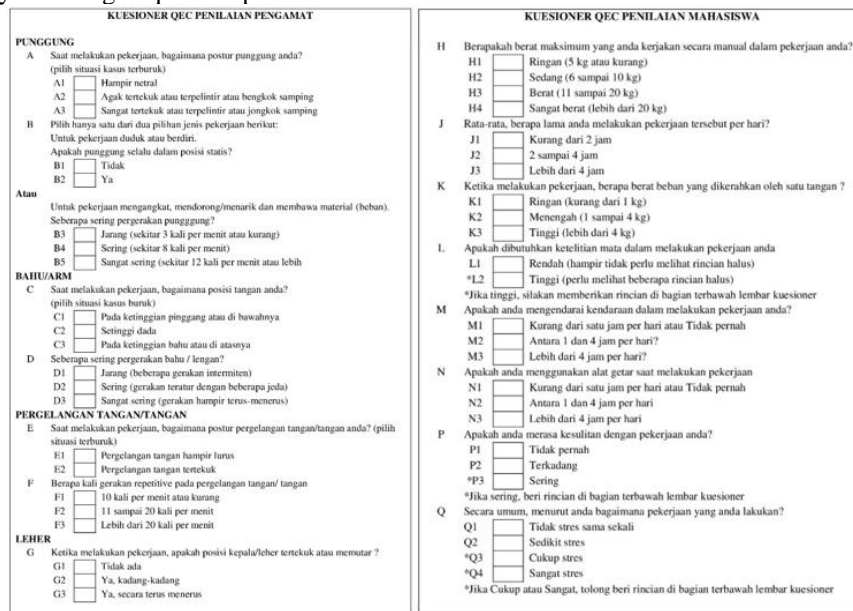 KUESIONER QEC PENILAIAN PENGAMAT
PUNGGUNG
A Saat melakukan pekerjaan, bagaimana postur punggung anda?
(pilih situasi kasus terburuk)
A1 Hampir netral
A2 Agak tertekuk atau terpelintir atau bengkok samping
A3 Sangat tertekuk atau terpelintir atau jongkok samping
B Pilih hanya satu dari dua pilihan jenis pekerjaan berikut:
Untuk pekerjaan duduk atau berdiri.
Apakah punggung selalu dalam posisi statis?
B1 Tidak
B2 Ya
Atau
Untuk pekerjaan mengangkat, mendorong/menarik dan membawa material (beban).
Seberapa sering pergerakan pungggung?
B3 Jarang (sekitar 3 kali per menit atau kurang)
B4 Sering (sekitar 8 kali per menit)
B5 Sangat sering (sekitar 12 kali per menit atau lebih
BAHU/ARM
C Saat melakukan pekerjaan, bagaimana posisi tangan anda?
(pilih situasi kasus buruk)
C1 Pada ketinggian pinggang atau di bawahnya
C2 Setinggi dada
C3 Pada ketinggian bahu atau di atasnya
D Seberapa sering pergerakan bahu / lengan?
D1 Jarang (beberapa gerakan intermiten)
D2 Sering (gerakan teratur dengan beberapa jeda)
D3 Sangat sering (gerakan hampir terus-menerus)
PERGELANGAN TANGAN/TANGAN
E Saat melakukan pekerjaan, bagaimana postur pergelangan tangan/tangan anda? (pilih
situasi terburuk)
E1 Pergelangan tangan hampir lurus
E2 Pergelangan tangan tertekuk
F Berapa kali gerakan repetitive pada pergelangan tangan/ tangan
F1 10 kali per menit atau kurang
F2 11 sampai 20 kali per menit
F3 Lebih dari 20 kali per menit
LEHER
G Ketika melakukan pekerjaan, apakah posisi kepala/leher tertekuk atau memutar ?
G1 Tidak ada
G2 Ya, kadang-kadang
G3 Ya, secara terus menerus
KUESIONER QEC PENILAIAN MAHASISWA
H Berapakah berat maksimum yang anda kerjakan secara manual dalam pekerjaan anda?
H1 Ringan (5 kg atau kurang)
H2 Sedang (6 sampai 10 kg)
H3 Berat (11 sampai 20 kg)
H4 Sangat berat (lebih dari 20 kg)
J Rata-rata, berapa lama anda melakukan pekerjaan tersebut per hari?
J1 Kurang dari 2 jam
J2 2 sampai 4 jam
J3 Lebih dari 4 jam
K Ketika melakukan pekerjaan, berapa berat beban yang dikerahkan oleh satu tangan ?
K1 Ringan (kurang dari 1 kg)
K2 Menengah (1 sampai 4 kg)
K3 Tinggi (lebih dari 4 kg)
L Apakah dibutuhkan ketelitian mata dalam melakukan pekerjaan anda
L1 Rendah (hampir tidak perlu melihat rincian halus)
*L2 Tinggi (perlu melihat beberapa rincian halus)
*Jika tinggi, silakan memberikan rincian di bagian terbawah lembar kuesioner
M Apakah anda mengendarai kendaraan dalam melakukan pekerjaan anda?
M1 Kurang dari satu jam per hari atau Tidak pernah
M2 Antara 1 dan 4 jam per hari?
M3 Lebih dari 4 jam per hari?
N Apakah anda menggunakan alat getar saat melakukan pekerjaan
N1 Kurang dari satu jam per hari atau Tidak pernah
N2 Antara 1 dan 4 jam per hari
N3 Lebih dari 4 jam per hari
P Apakah anda merasa kesulitan dengan pekerjaan anda?
P1 Tidak pernah
P2 Terkadang
*P3 Sering
*Jika sering, beri rincian di bagian terbawah lembar kuesioner
Q Secara umum, menurut anda bagaimana pekerjaan yang anda lakukan?
Q1 Tidak stres sama sekali
Q2 Sedikit stres
*Q3 Cukup stres
*Q4 Sangat stres
*Jika Cukup atau Sangat, tolong beri rincian di bagian terbawah lembar kuesioner